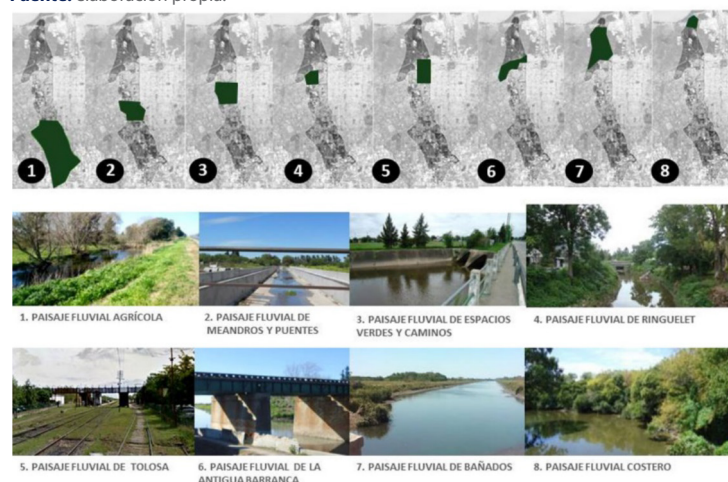 Fuente: elaboración propia.
1
2
3
4
5
6
7
8
1. PAISAJE FLUVIAL AGRÍCOLA
2. PAISAJE FLUVIAL DE
MEANDROS Y PUENTES
3. PAISAJE FLUVIAL DE ESPACIOS
VERDES Y CAMINOS
4. PAISAJE FLUVIAL DE RINGUELET
5. PAISAJE FLUVIAL DE TOLOSA
6. PAISAJE FLUVIAL DE LA
ANTIGUA BARRANCA
7. PAISAJE FLUVIAL DE BAÑADOS
8. PAISAJE FLUVIAL COSTERO